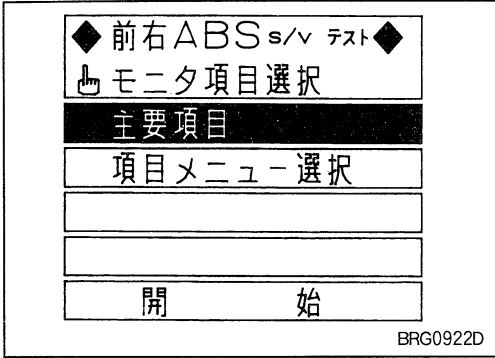 ◆前右ABS s/v テスト◆
モニタ項目選択
主要項目
項目メニュー選択
開 始
BRG0922D